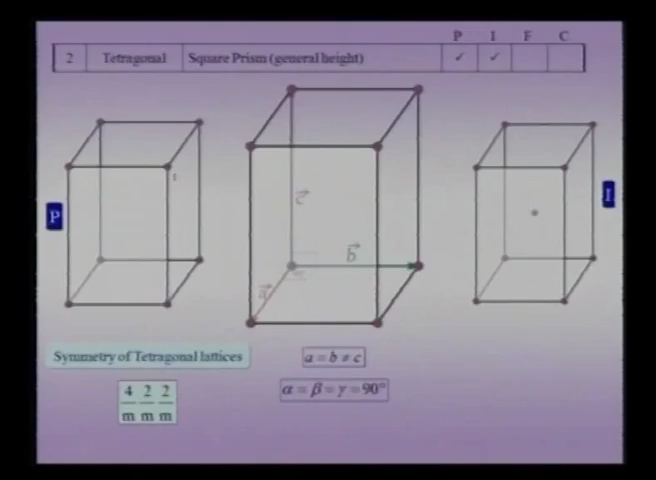 P I F C
2 Tetragonal Square Prism (general height) ✓ ✓
P
I
c
b
a
Symmetry of Tetragonal lattices
a = b ≠ c
4 2 2
m m m
α = β = γ = 90°